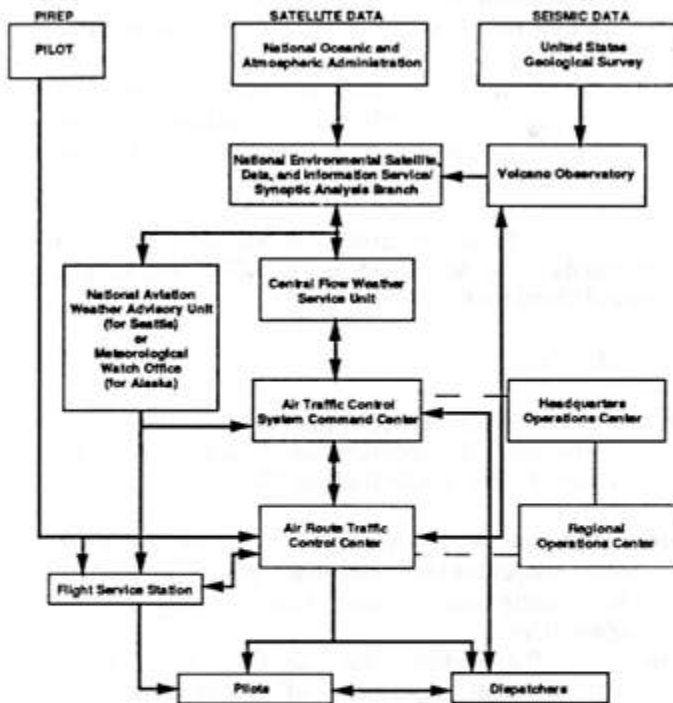 PIREP
SATELLITE DATA
SEISMIC DATA
PILOT
National Oceanic and
Atmospheric Administration
United States
Geological Survey
National Environmental Satellite,
Data, and Information Service/
Synoptic Analysis Branch
Volcano Observatory
National Aviation
Weather Advisory Unit
(for Seattle)
or
Meteorological
Watch Office
(for Alaska)
Central Flow Weather
Service Unit
Air Traffic Control
System Command Center
Headquarters
Operations Center
Air Route Traffic
Control Center
Regional
Operations Center
Flight Service Station
Pilots
Dispatchers